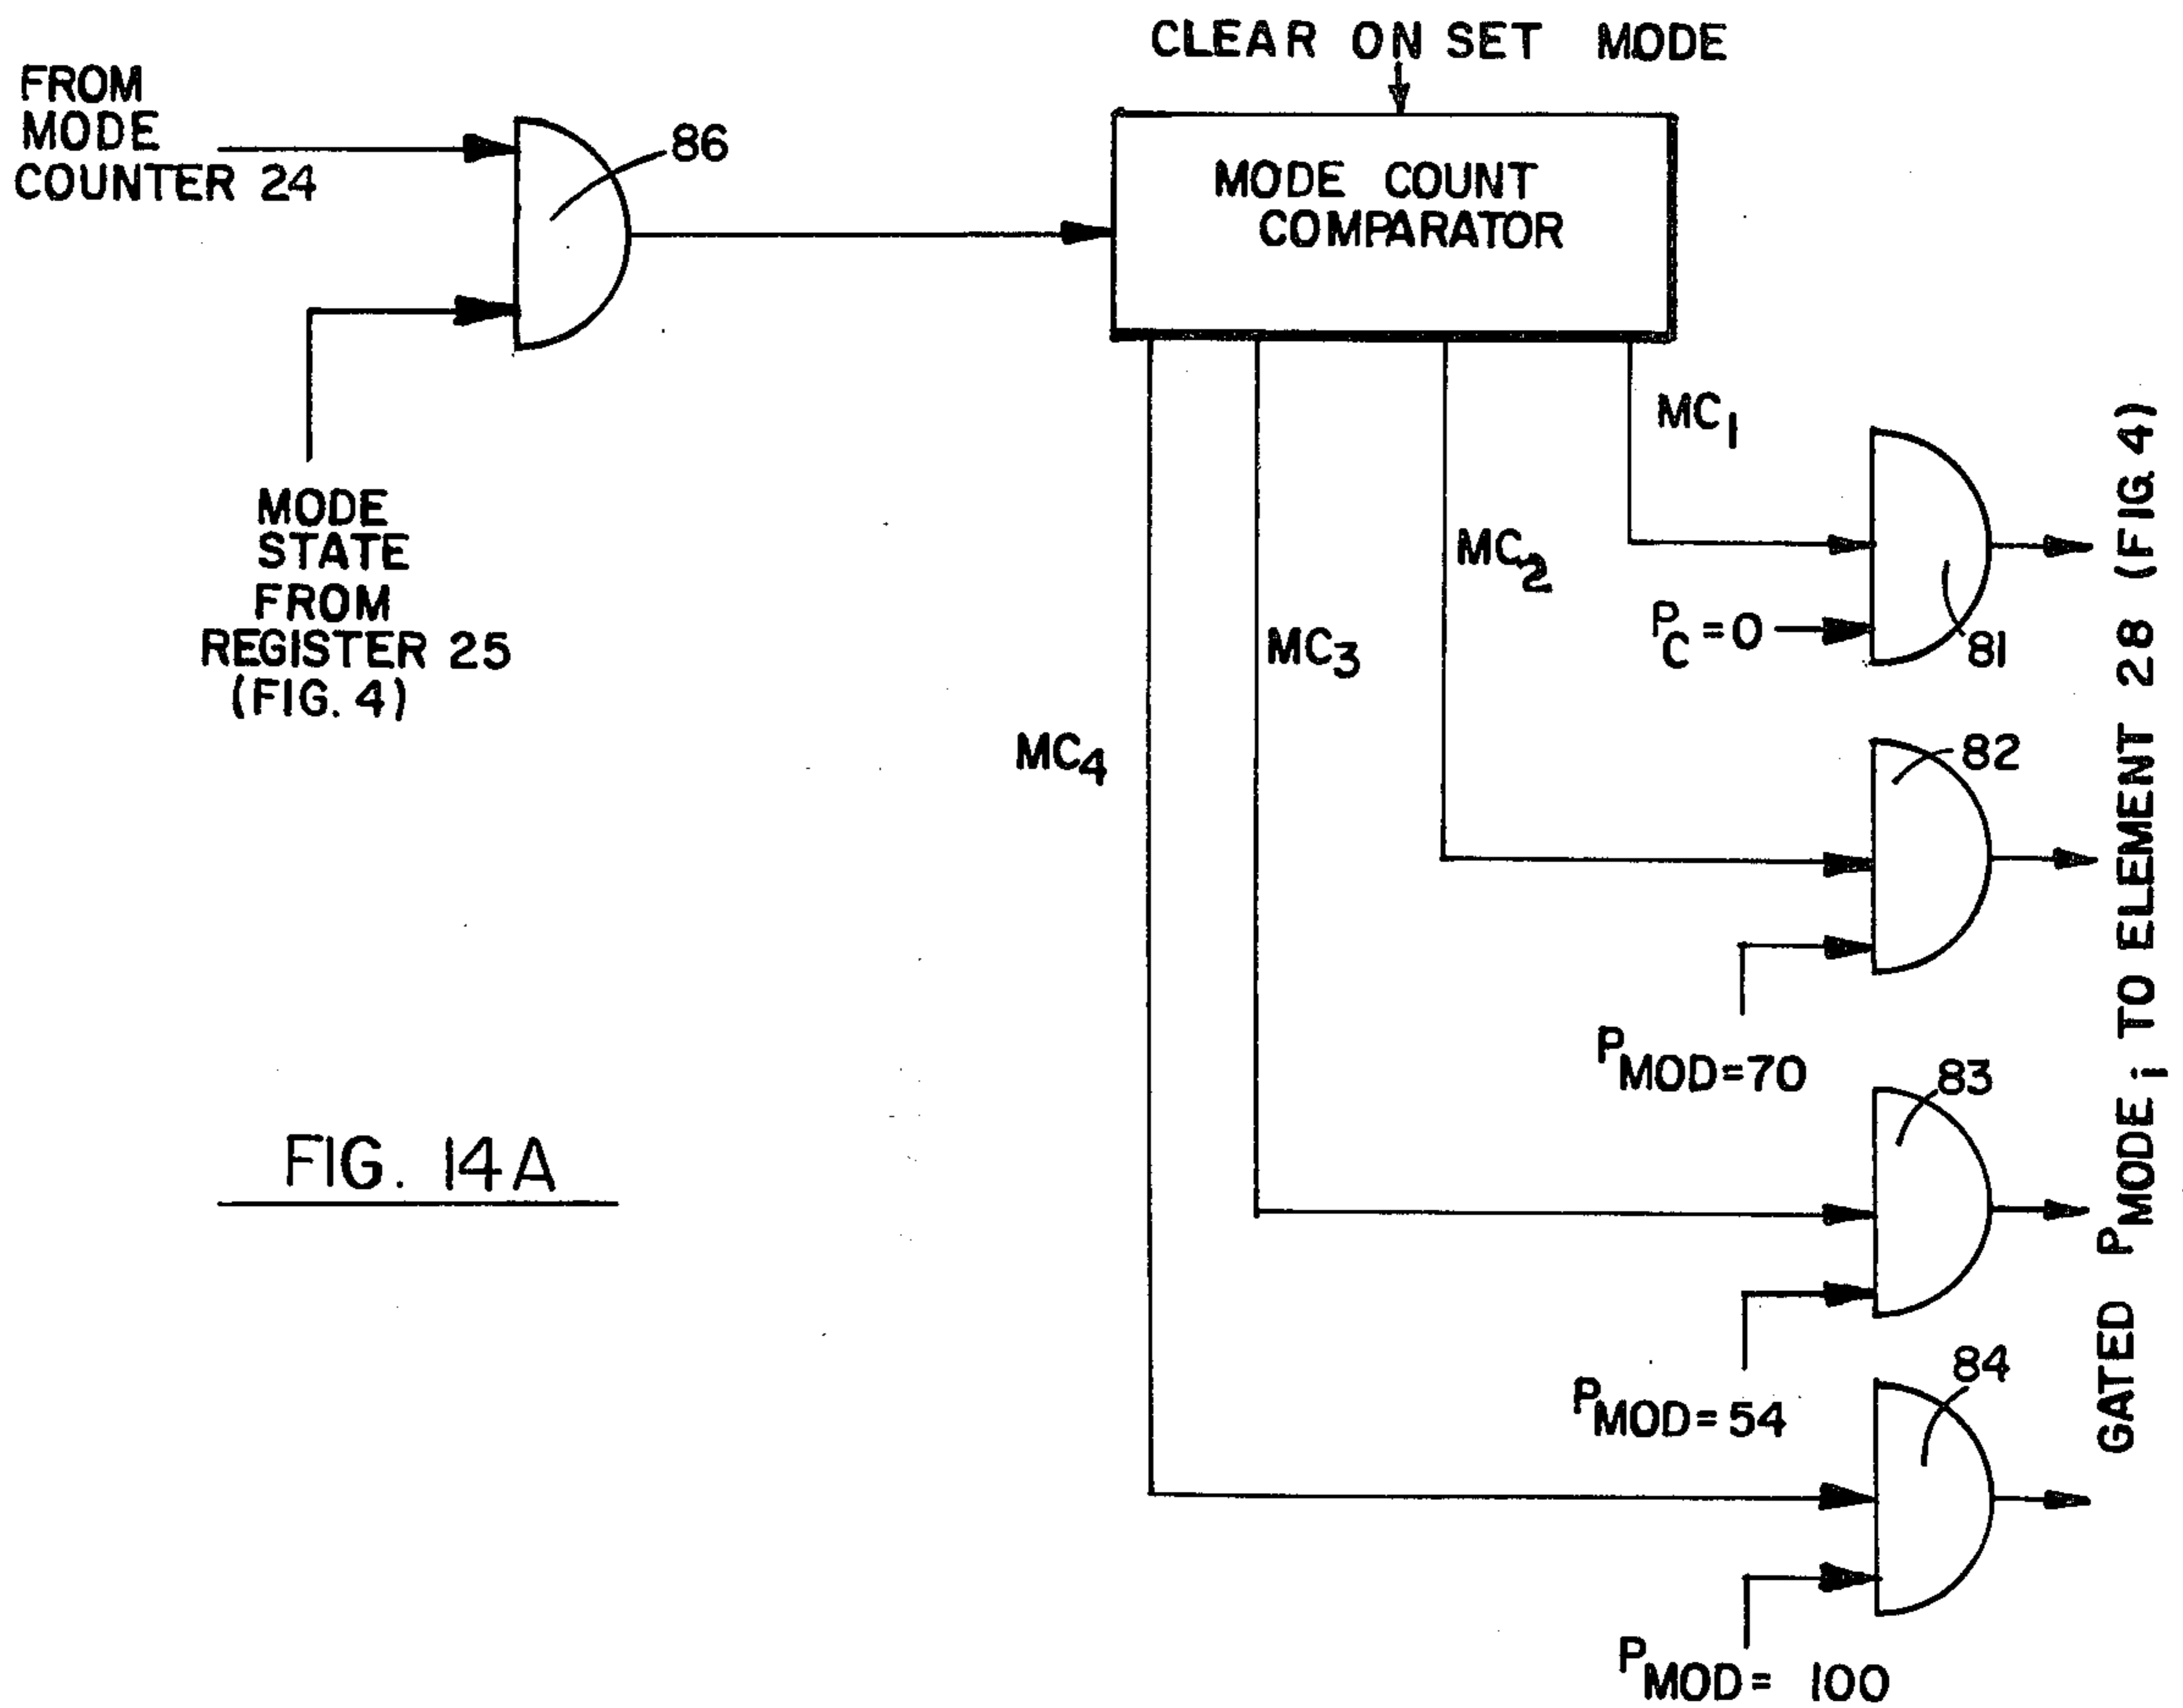 CLEAR ON SET MODE
FROM
MODE
COUNTER 24
86
MODE COUNT
COMPARATOR
MODE
STATE
FROM
REGISTER 25
(FIG. 4)
MC1
MC2
MC3
MC4
PC=0
81
82
PMOD=70
83
PMOD=54
84
PMOD= 100
GATED PMODE i TO ELEMENT 28 (FIG. 4)
FIG. 14A